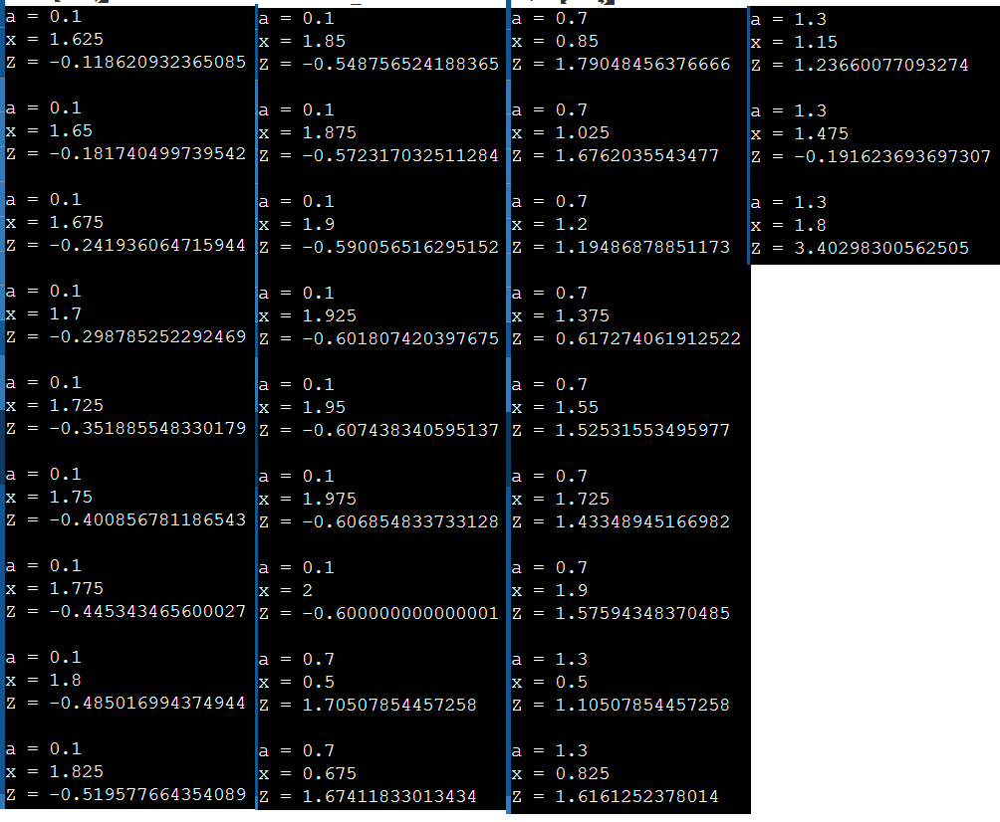 a = 0.1
x = 1.625
Z = -0.118620932365085
a = 0.1
x = 1.65
Z = -0.181740499739542
a = 0.1
x = 1.675
Z = -0.241936064715944
a = 0.1
x = 1.7
Z = -0.298785252292469
a = 0.1
x = 1.725
Z = -0.351885548330179
a = 0.1
x = 1.75
Z = -0.400856781186543
a = 0.1
x = 1.775
Z = -0.445343465600027
a = 0.1
x = 1.8
Z = -0.485016994374944
a = 0.1
x = 1.825
Z = -0.519577664354089
a = 0.1
x = 1.85
Z = -0.548756524188365
a = 0.1
x = 1.875
Z = -0.572317032511284
a = 0.1
x = 1.9
Z = -0.590056516295152
a = 0.1
x = 1.925
Z = -0.601807420397675
a = 0.1
x = 1.95
Z = -0.607438340595137
a = 0.1
x = 1.975
Z = -0.606854833733128
a = 0.1
x = 2
Z = -0.600000000000001
a = 0.7
x = 0.5
Z = 1.70507854457258
a = 0.7
x = 0.675
Z = 1.67411833013434
a = 0.7
x = 0.85
Z = 1.79048456376666
a = 0.7
x = 1.025
Z = 1.6762035543477
a = 0.7
x = 1.2
Z = 1.19486878851173
a = 0.7
x = 1.375
Z = 0.617274061912522
a = 0.7
x = 1.55
Z = 1.52531553495977
a = 0.7
x = 1.725
Z = 1.43348945166982
a = 0.7
x = 1.9
Z = 1.57594348370485
a = 1.3
x = 0.5
Z = 1.10507854457258
a = 1.3
x = 0.825
Z = 1.6161252378014
a = 1.3
x = 1.15
Z = 1.23660077093274
a = 1.3
x = 1.475
Z = -0.191623693697307
a = 1.3
x = 1.8
Z = 3.40298300562505